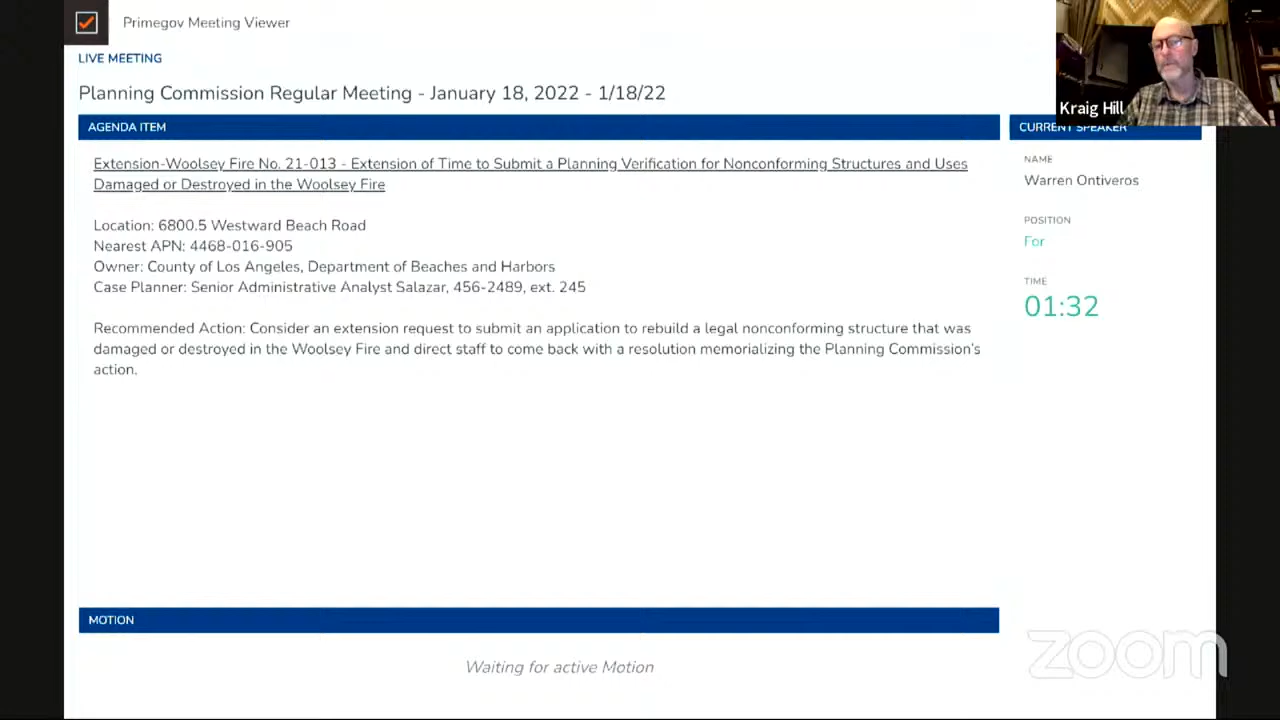 Primegov Meeting Viewer
LIVE MEETING
Planning Commission Regular Meeting - January 18, 2022 - 1/18/22
Kraig Hill
AGENDA ITEM
CURRENT SPEAKER
Extension-Woolsey Fire No. 21-013 - Extension of Time to Submit a Planning Verification for Nonconforming Structures and Uses
Damaged or Destroyed in the Woolsey Fire
Location: 6800.5 Westward Beach Road
Nearest APN: 4468-016-905
Owner: County of Los Angeles, Department of Beaches and Harbors
Case Planner: Senior Administrative Analyst Salazar, 456-2489, ext. 245
Recommended Action: Consider an extension request to submit an application to rebuild a legal nonconforming structure that was
damaged or destroyed in the Woolsey Fire and direct staff to come back with a resolution memorializing the Planning Commission's
action.
NAME
Warren Ontiveros
POSITION
For
TIME
01:32
MOTION
Waiting for active Motion
zoom